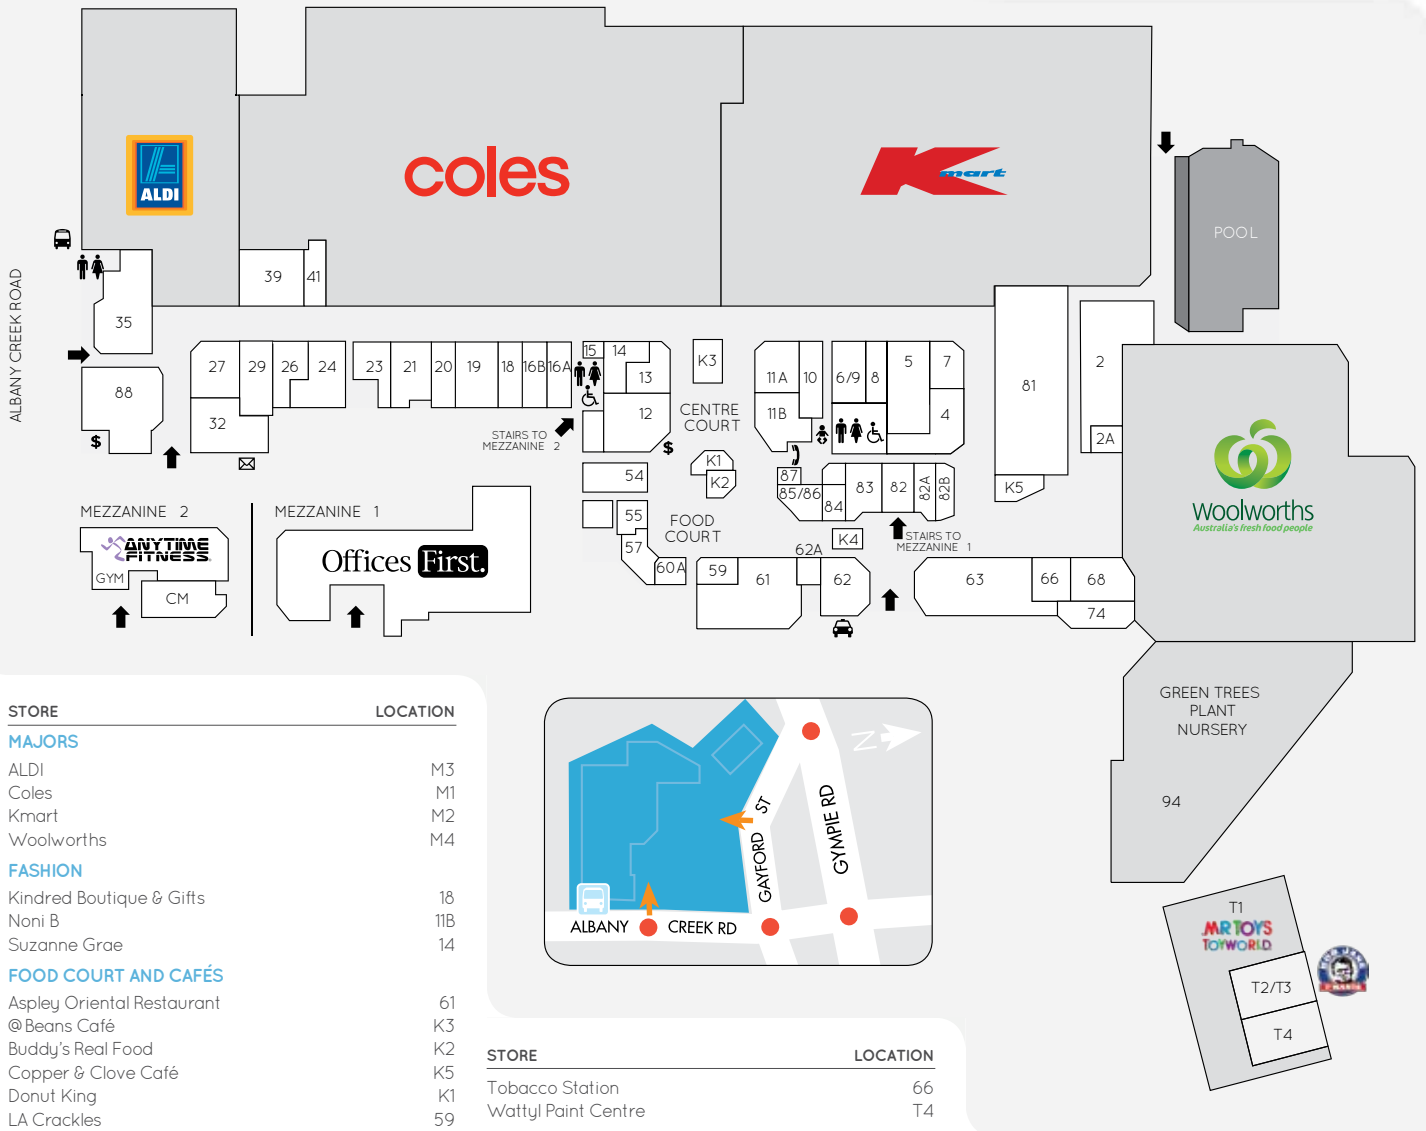 ALDI
coles
Kmart
POOL
ALBANY CREEK ROAD
39
41
35
88
$
27
29
26
24
32
23
21
20
19
18
16B
16A
15
14
13
12
$
STAIRS TO
MEZZANINE 2
K3
CENTRE
COURT
K1
K2
11A
10
11B
6/9
8
5
7
4
81
2
2A
K5
87
85/86
84
83
82
82A
82B
K4
STAIRS TO
MEZZANINE 1
54
55
57
60A
FOOD
COURT
59
61
62A
62
63
66
68
74
Woolworths
Australia's fresh food people
MEZZANINE 2
ANYTIME
FITNESS
GYM
CM
MEZZANINE 1
Offices First.
GREEN TREES
PLANT
NURSERY
94
T1
MR TOYS
TOYWORLD
T2/T3
T4
STORE LOCATION
MAJORS
ALDI M3
Coles M1
Kmart M2
Woolworths M4
FASHION
Kindred Boutique & Gifts 18
Noni B 11B
Suzanne Grae 14
FOOD COURT AND CAFÉS
Aspley Oriental Restaurant 61
@Beans Café K3
Buddy's Real Food K2
Copper & Clove Café K5
Donut King K1
LA Crackles 59
N
GAYFORD ST
GYMPIE RD
ALBANY CREEK RD
STORE LOCATION
Tobacco Station 66
Wattyl Paint Centre T4